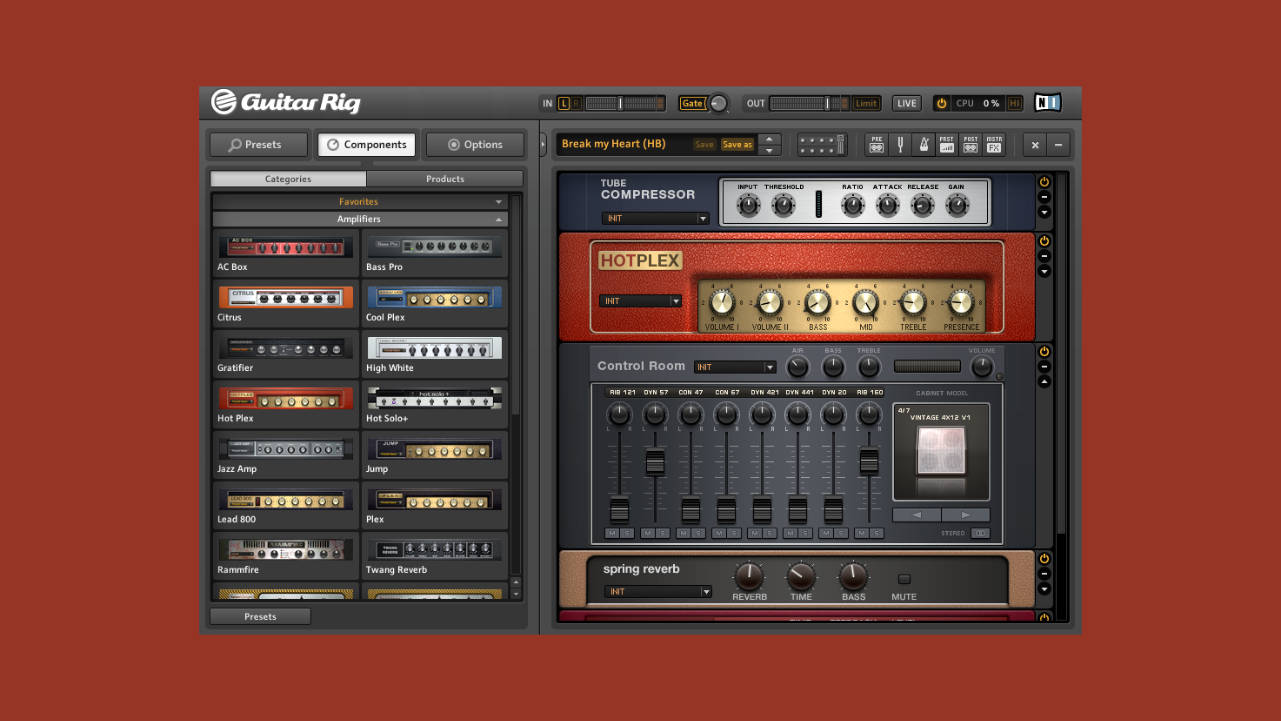 Guitar Rig
IN L R Gate OUT Limit LIVE CPU 0 % HI N I
Presets Components Options
Break my Heart (HB) Save Save as
PRE PRST POST MSTR FX
Categories Products
Favorites
Amplifiers
AC Box
Bass Pro
Citrus
Cool Plex
Gratifier
High White
Hot Plex
Hot Solo+
Jazz Amp
Jump
Lead 800
Plex
Rammfire
Twang Reverb
Presets
TUBE
COMPRESSOR
INIT
INPUT THRESHOLD RATIO ATTACK RELEASE GAIN
HOTPLEX
INIT
VOLUME I VOLUME II BASS MID TREBLE PRESENCE
Control Room INIT
AIR BASS TREBLE VOLUME
RIB 121 DYN 57 CON 47 CON 67 DYN 421 DYN 441 DYN 20 RIB 160
L R L R L R L R L R L R L R L R
M S M S M S M S M S M S M S M S
CABINET MODEL
4/7
VINTAGE 4X12 V1
STEREO
spring reverb
INIT
REVERB TIME BASS MUTE